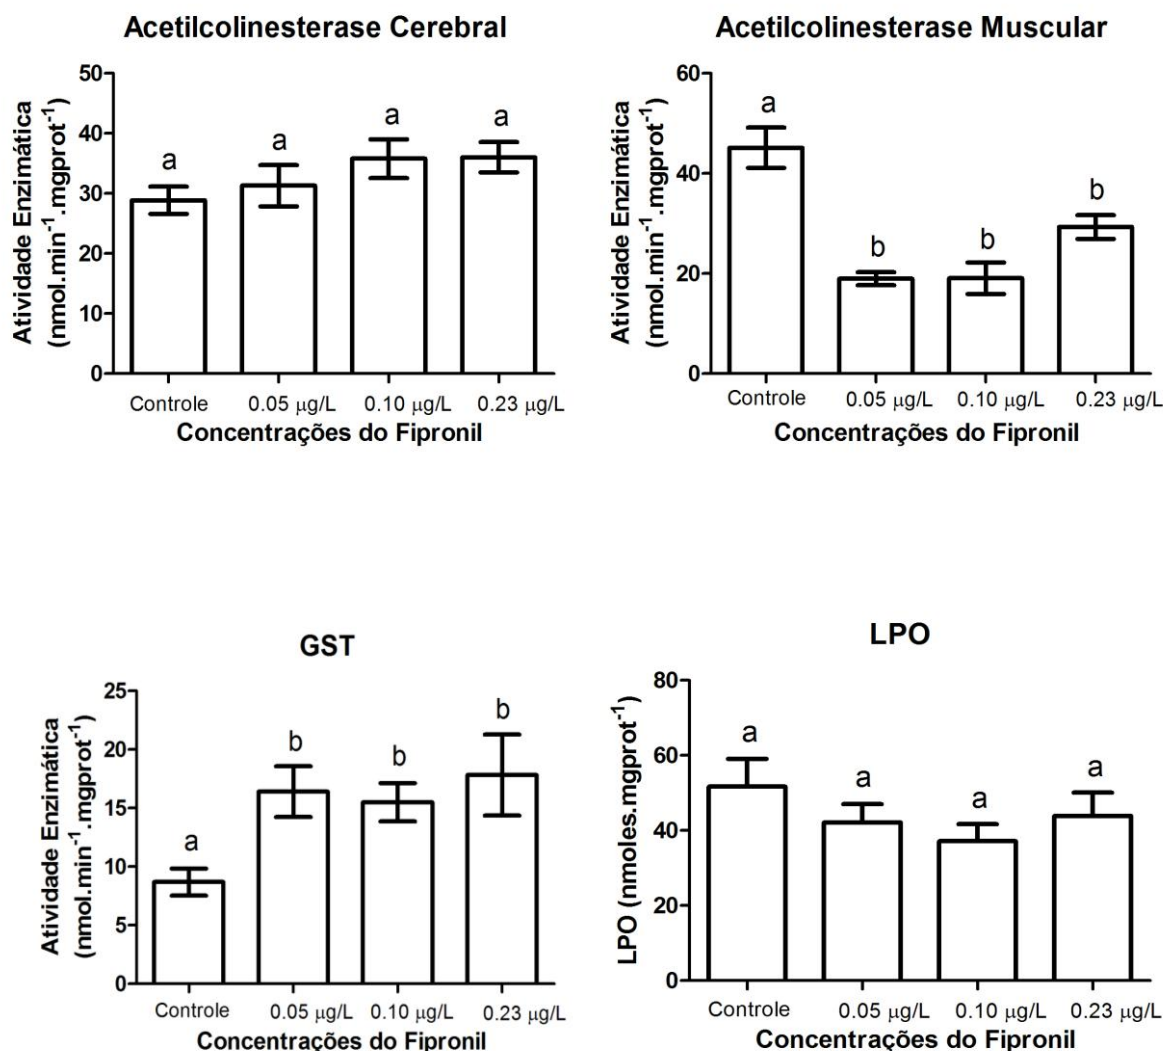 Acetilcolinesterase Cerebral
Atividade Enzimática
(nmol.min⁻¹.mgprot⁻¹)
50
40
30
20
10
0
a
a
a
a
Controle
0.05 µg/L
0.10 µg/L
0.23 µg/L
Concentrações do Fipronil
Acetilcolinesterase Muscular
Atividade Enzimática
(nmol.min⁻¹.mgprot⁻¹)
60
40
20
0
a
b
b
b
Controle
0.05 µg/L
0.10 µg/L
0.23 µg/L
Concentrações do Fipronil
GST
Atividade Enzimática
(nmol.min⁻¹.mgprot⁻¹)
25
20
15
10
5
0
a
b
b
b
Controle
0.05 µg/L
0.10 µg/L
0.23 µg/L
Concentrações do Fipronil
LPO
LPO (nmoles.mgprot⁻¹)
80
60
40
20
0
a
a
a
a
Controle
0.05 µg/L
0.10 µg/L
0.23 µg/L
Concentrações do Fipronil